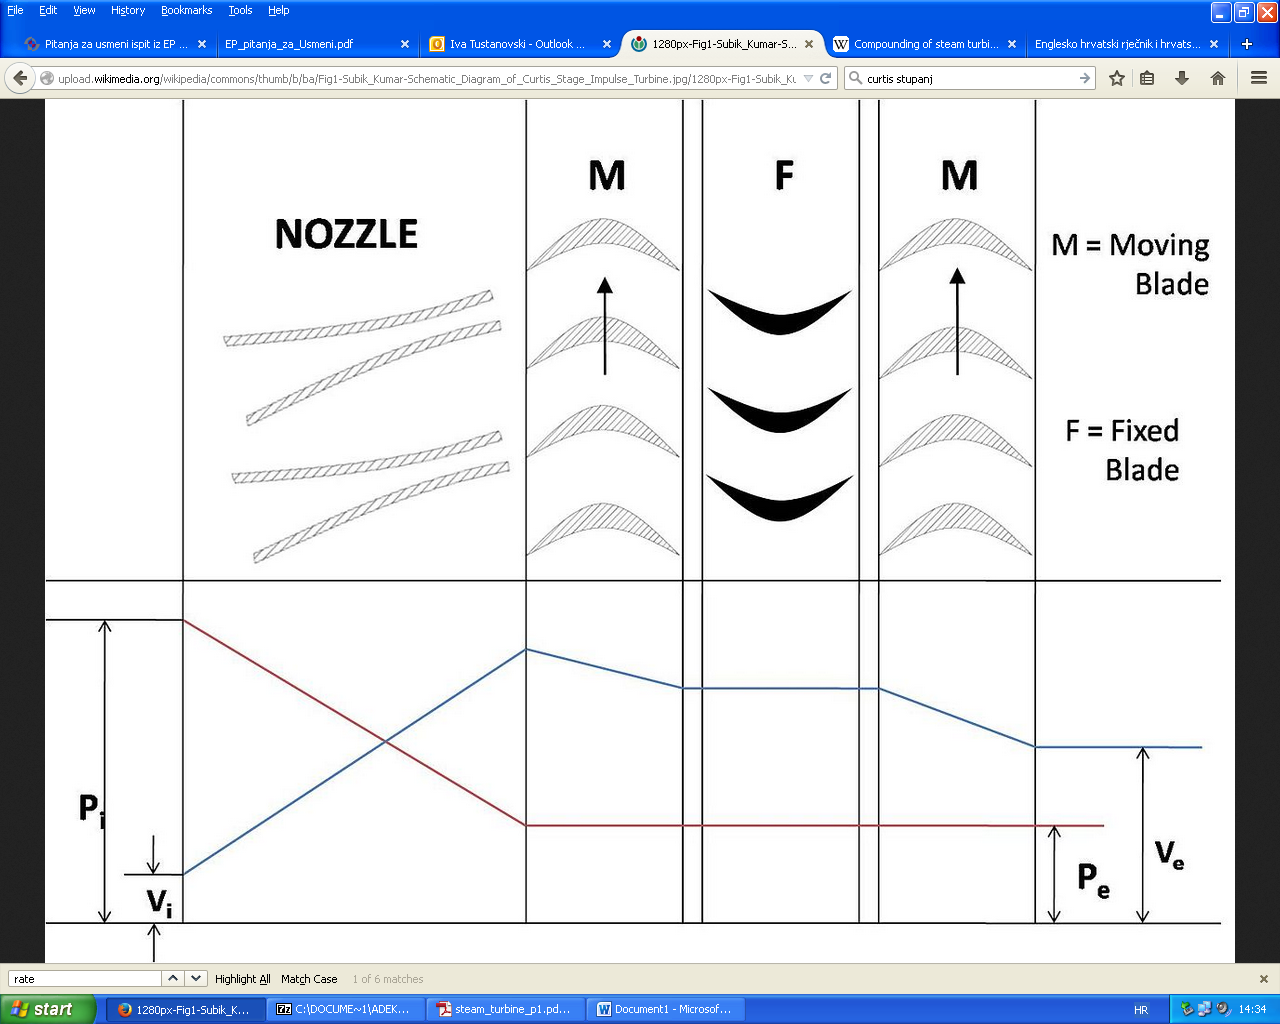 File Edit View History Bookmarks Tools Help
Pitanja za usmeni ispit iz EP ...
EP_pitanja_za_Usmeni.pdf
Iva Tustanovski - Outlook ...
1280px-Fig1-Subik_Kumar-S...
Compounding of steam turbi...
Englesko hrvatski rječnik i hrvats...
upload.wikimedia.org/wikipedia/commons/thumb/b/ba/Fig1-Subik_Kumar-Schematic_Diagram_of_Curtis_Stage_Impulse_Turbine.jpg/1280px-Fig1-Subik_Ku
curtis stupanj
M F M
NOZZLE
M = Moving
Blade
F = Fixed
Blade
Pi
Vi
Pe
Ve
rate
Highlight All Match Case 1 of 6 matches
start
1280px-Fig1-Subik_K...
C:\DOCUME~1\ADEK...
steam_turbine_p1.pd...
Document1 - Microsof...
HR
14:34